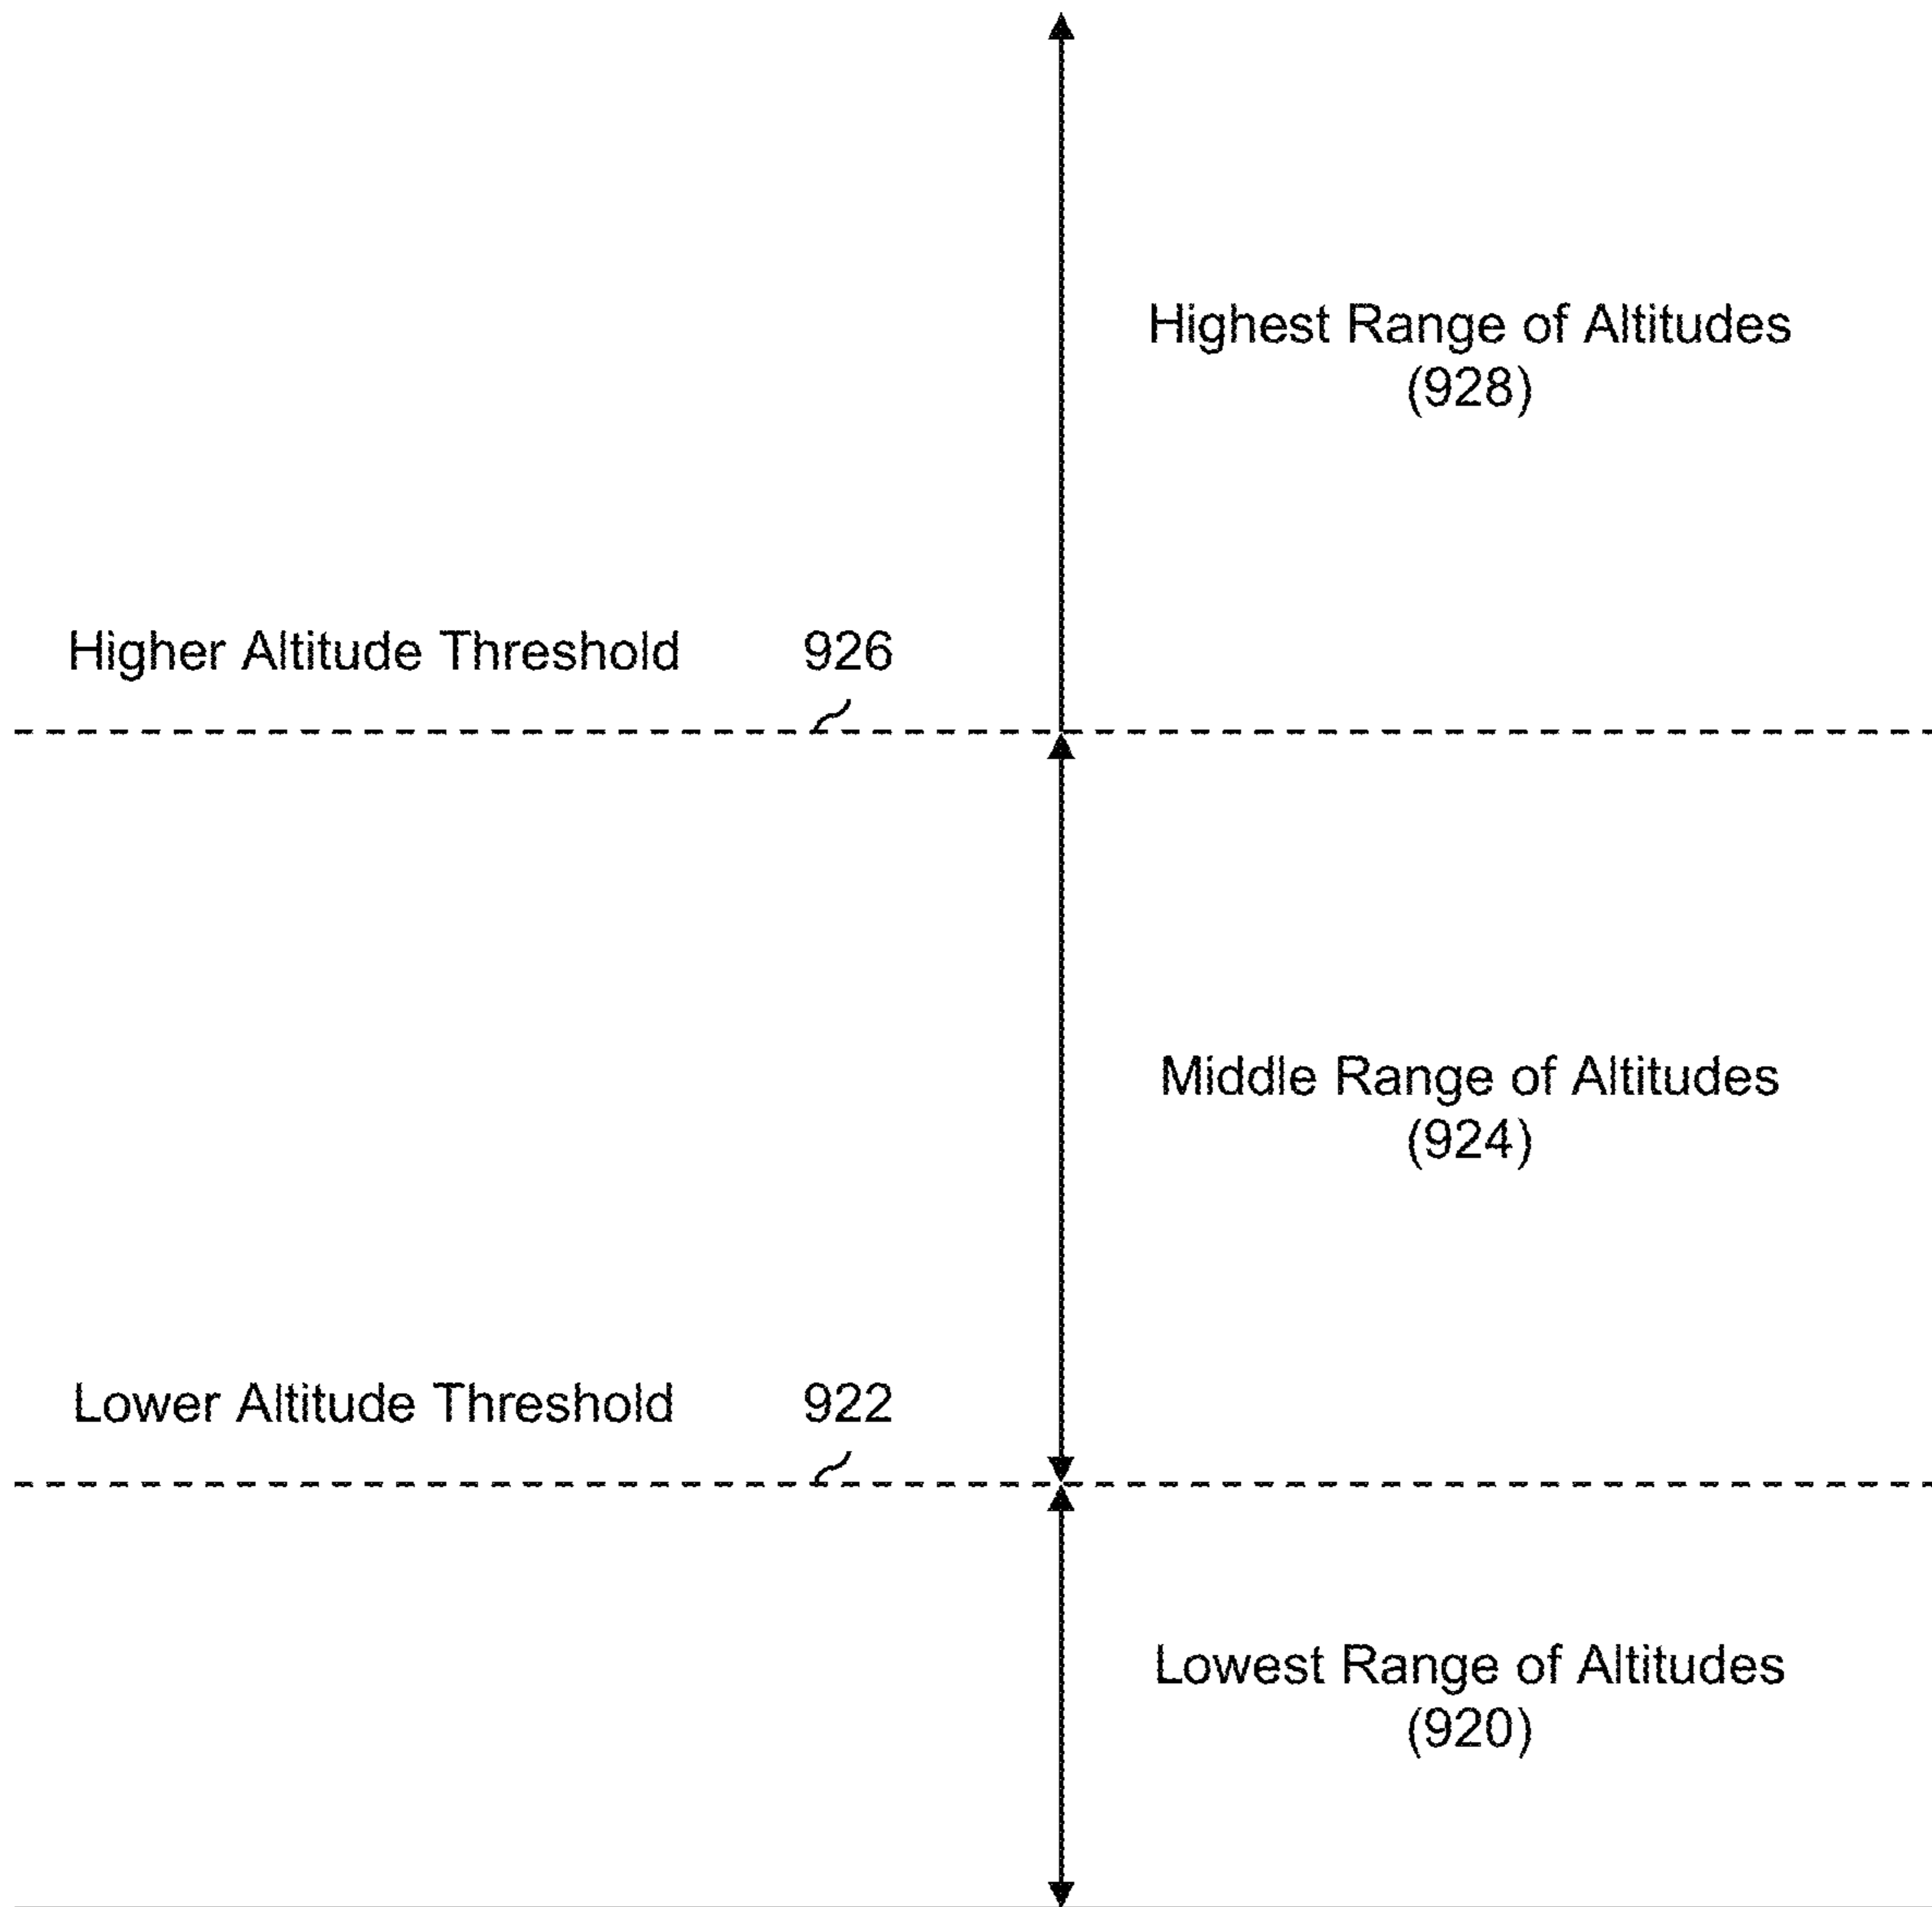 Highest Range of Altitudes
(928)
Higher Altitude Threshold 926
Middle Range of Altitudes
(924)
Lower Altitude Threshold 922
Lowest Range of Altitudes
(920)